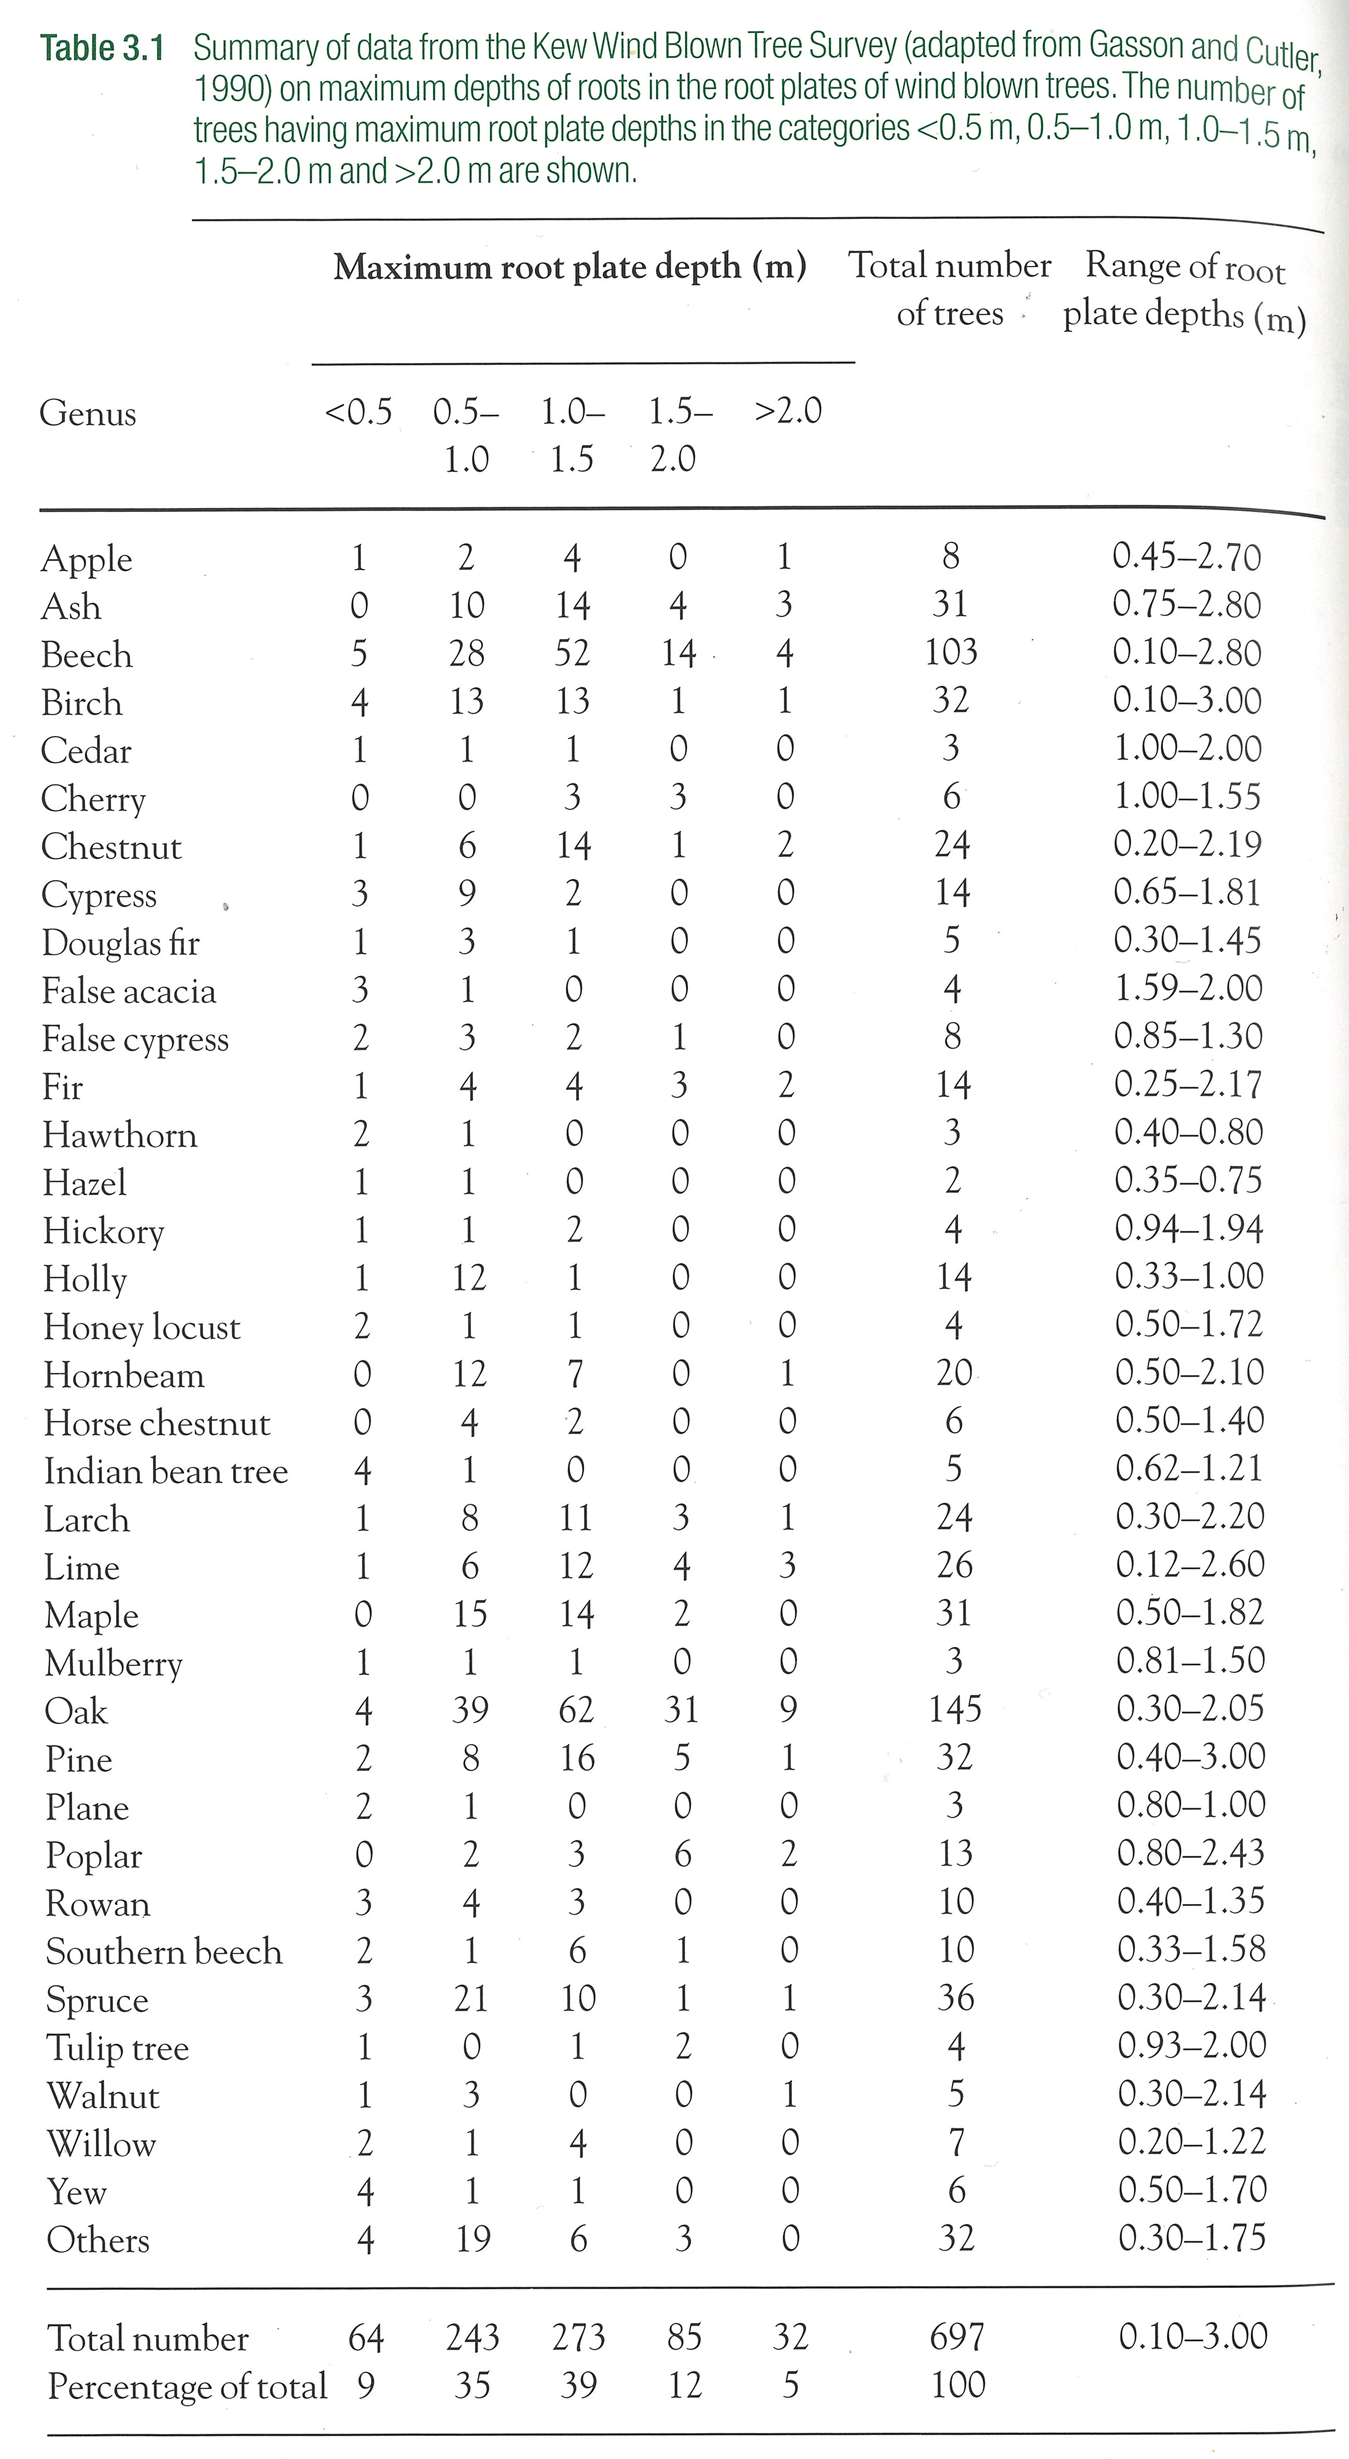 Table 3.1 Summary of data from the Kew Wind Blown Tree Survey (adapted from Gasson and Cutler,
1990) on maximum depths of roots in the root plates of wind blown trees. The number of
trees having maximum root plate depths in the categories <0.5 m, 0.5–1.0 m, 1.0–1.5 m,
1.5–2.0 m and >2.0 m are shown.
Maximum root plate depth (m) Total number Range of root
of trees plate depths (m)
Genus <0.5 0.5– 1.0– 1.5– >2.0
1.0 1.5 2.0
Apple 1 2 4 0 1 8 0.45–2.70
Ash 0 10 14 4 3 31 0.75–2.80
Beech 5 28 52 14 4 103 0.10–2.80
Birch 4 13 13 1 1 32 0.10–3.00
Cedar 1 1 1 0 0 3 1.00–2.00
Cherry 0 0 3 3 0 6 1.00–1.55
Chestnut 1 6 14 1 2 24 0.20–2.19
Cypress 3 9 2 0 0 14 0.65–1.81
Douglas fir 1 3 1 0 0 5 0.30–1.45
False acacia 3 1 0 0 0 4 1.59–2.00
False cypress 2 3 2 1 0 8 0.85–1.30
Fir 1 4 4 3 2 14 0.25–2.17
Hawthorn 2 1 0 0 0 3 0.40–0.80
Hazel 1 1 0 0 0 2 0.35–0.75
Hickory 1 1 2 0 0 4 0.94–1.94
Holly 1 12 1 0 0 14 0.33–1.00
Honey locust 2 1 1 0 0 4 0.50–1.72
Hornbeam 0 12 7 0 1 20 0.50–2.10
Horse chestnut 0 4 2 0 0 6 0.50–1.40
Indian bean tree 4 1 0 0 0 5 0.62–1.21
Larch 1 8 11 3 1 24 0.30–2.20
Lime 1 6 12 4 3 26 0.12–2.60
Maple 0 15 14 2 0 31 0.50–1.82
Mulberry 1 1 1 0 0 3 0.81–1.50
Oak 4 39 62 31 9 145 0.30–2.05
Pine 2 8 16 5 1 32 0.40–3.00
Plane 2 1 0 0 0 3 0.80–1.00
Poplar 0 2 3 6 2 13 0.80–2.43
Rowan 3 4 3 0 0 10 0.40–1.35
Southern beech 2 1 6 1 0 10 0.33–1.58
Spruce 3 21 10 1 1 36 0.30–2.14
Tulip tree 1 0 1 2 0 4 0.93–2.00
Walnut 1 3 0 0 1 5 0.30–2.14
Willow 2 1 4 0 0 7 0.20–1.22
Yew 4 1 1 0 0 6 0.50–1.70
Others 4 19 6 3 0 32 0.30–1.75
Total number 64 243 273 85 32 697 0.10–3.00
Percentage of total 9 35 39 12 5 100